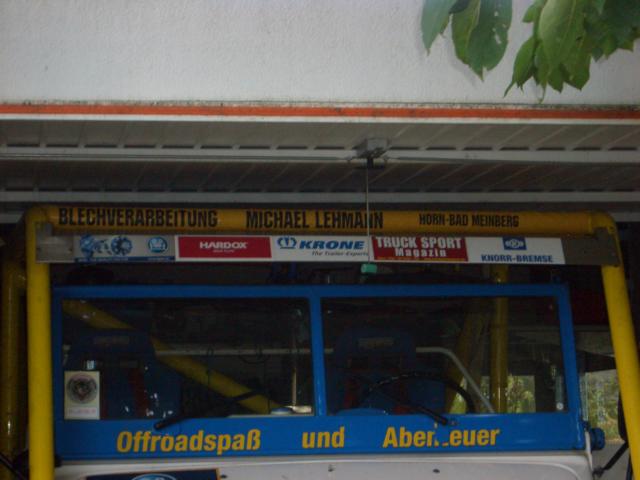 BLECHVERARBEITUNG MICHAEL LEHMANN HORN-BAD MEINBERG
HARDOX KRONE TRUCK SPORT
The Trailer Experts Magazin KNORR-BREMSE
Offroadspaß und Abenteuer